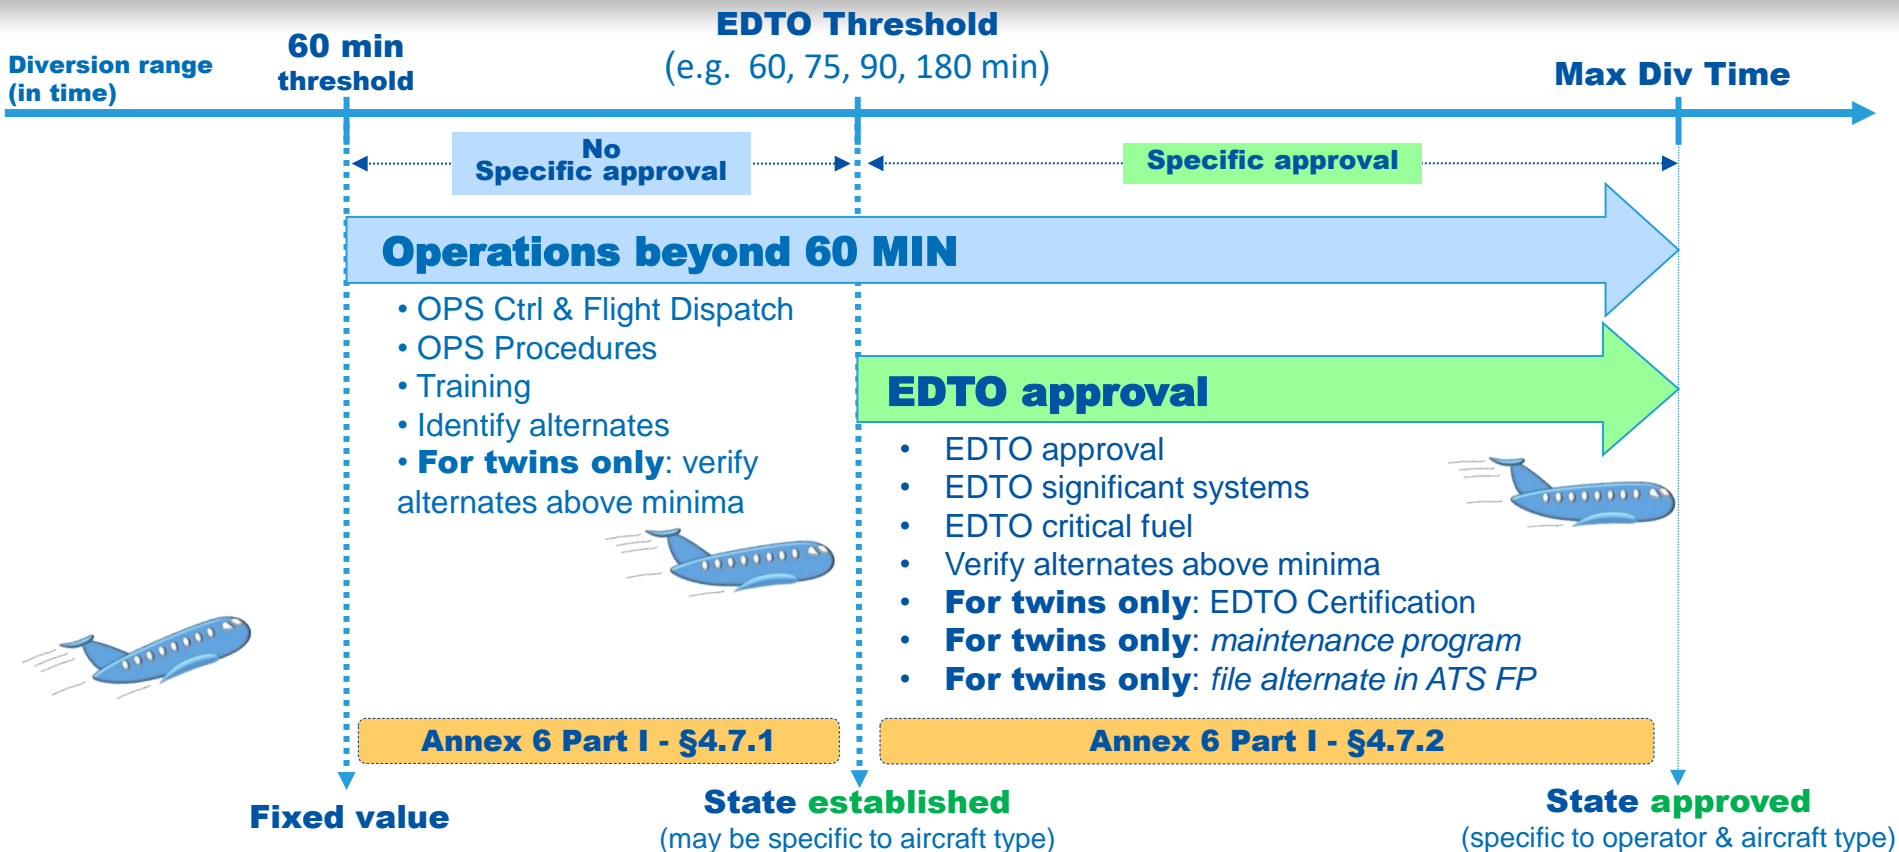 Diversion range
(in time)
60 min
threshold
EDTO Threshold
(e.g. 60, 75, 90, 180 min)
Max Div Time
No
Specific approval
Specific approval
Operations beyond 60 MIN
• OPS Ctrl & Flight Dispatch
• OPS Procedures
• Training
• Identify alternates
• For twins only: verify
alternates above minima
EDTO approval
• EDTO approval
• EDTO significant systems
• EDTO critical fuel
• Verify alternates above minima
• For twins only: EDTO Certification
• For twins only: maintenance program
• For twins only: file alternate in ATS FP
Annex 6 Part I - §4.7.1
Annex 6 Part I - §4.7.2
Fixed value
State established
(may be specific to aircraft type)
State approved
(specific to operator & aircraft type)